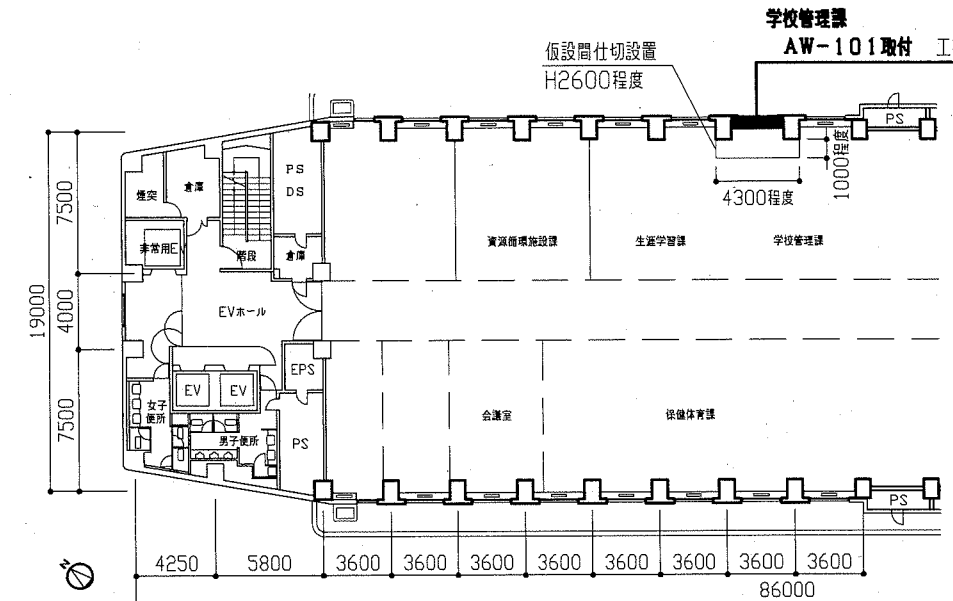 学校管理課
AW-101取付 工
仮設間仕切設置
H2600程度
PS
1000程度
4300程度
煙突
倉庫
PS
DS
非常用EV
階段
倉庫
資源循環施設課
生涯学習課
学校管理課
7500
4000
7500
19000
EVホール
EPS
EV
EV
女子
便所
男子便所
PS
会議室
保健体育課
PS
N
4250
5800
3600
3600
3600
3600
3600
3600
3600
3600
86000